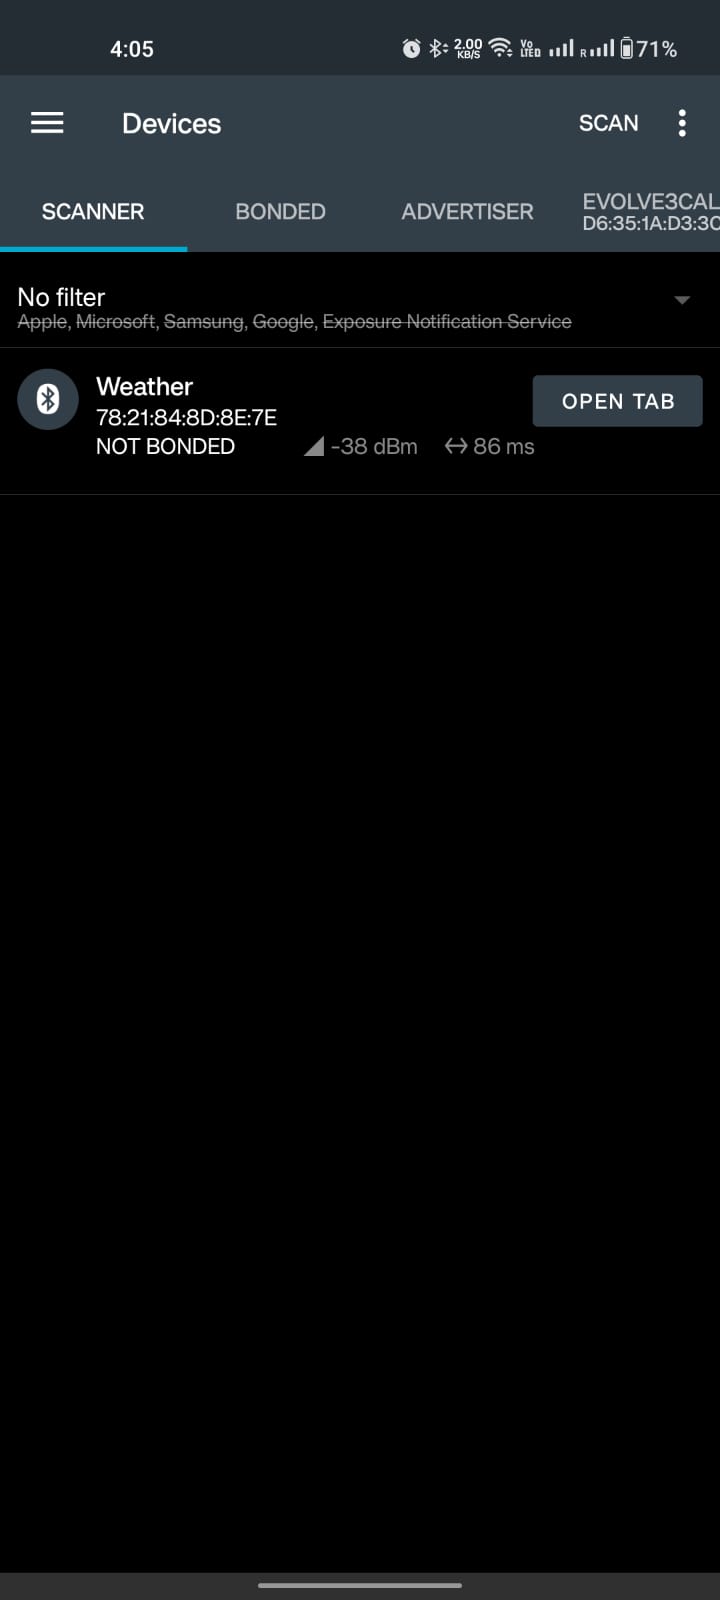 4:05
2.00
KB/S
Vo
LTED
R
71%
Devices
SCAN
SCANNER
BONDED
ADVERTISER
EVOLVE3CAL
D6:35:1A:D3:3C
No filter
Apple, Microsoft, Samsung, Google, Exposure Notification Service
Weather
78:21:84:8D:8E:7E
OPEN TAB
NOT BONDED
-38 dBm
86 ms